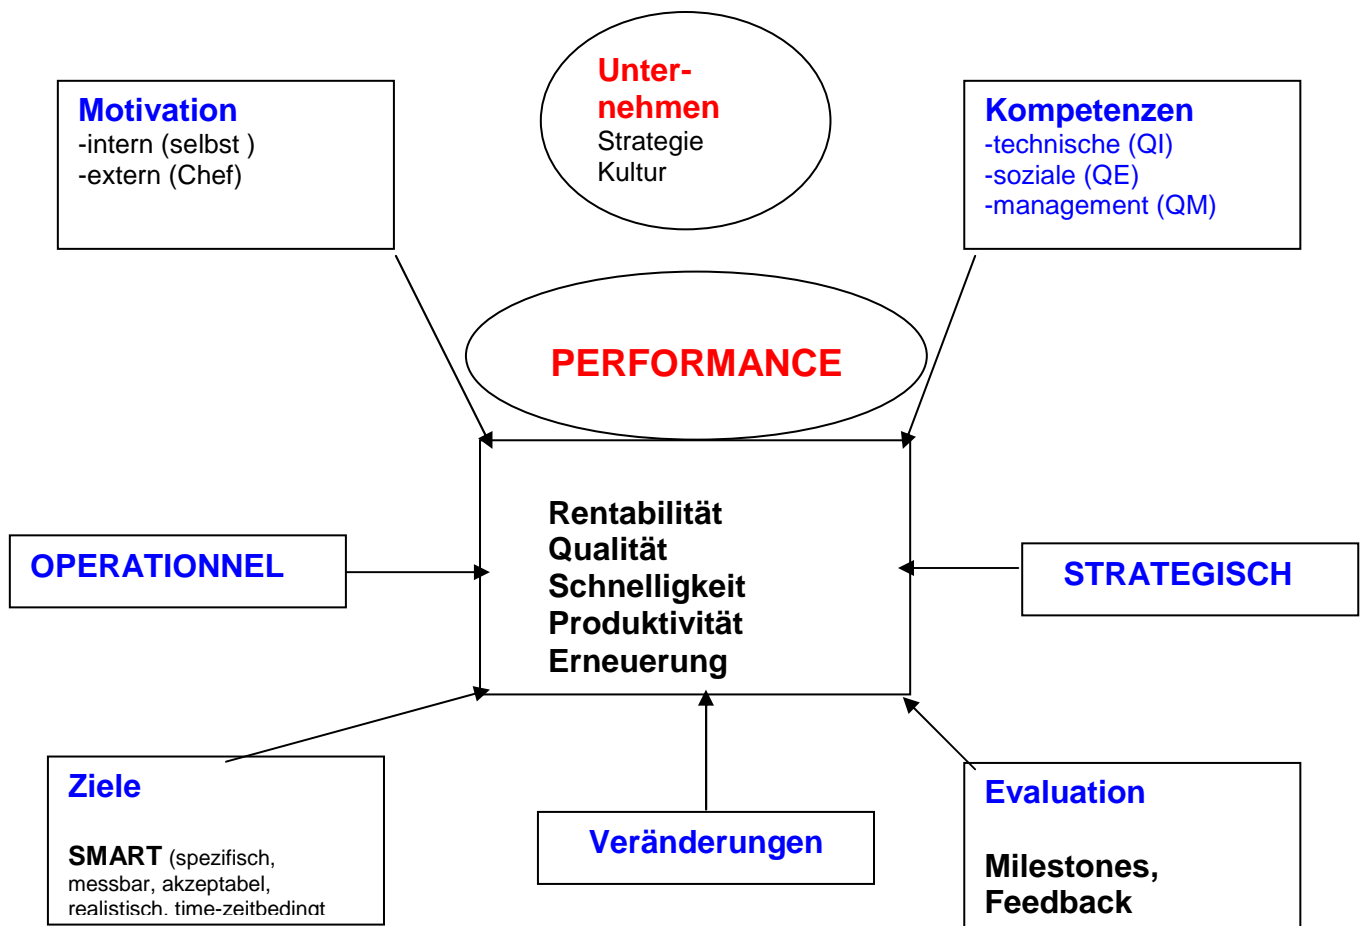 Unter-
nehmen
Strategie
Kultur
Motivation
-intern (selbst )
-extern (Chef)
Kompetenzen
-technische (QI)
-soziale (QE)
-management (QM)
PERFORMANCE
Rentabilität
Qualität
Schnelligkeit
Produktivität
Erneuerung
OPERATIONNEL
STRATEGISCH
Ziele
SMART (spezifisch,
messbar, akzeptabel,
realistisch, time-zeitbedingt
Veränderungen
Evaluation
Milestones,
Feedback